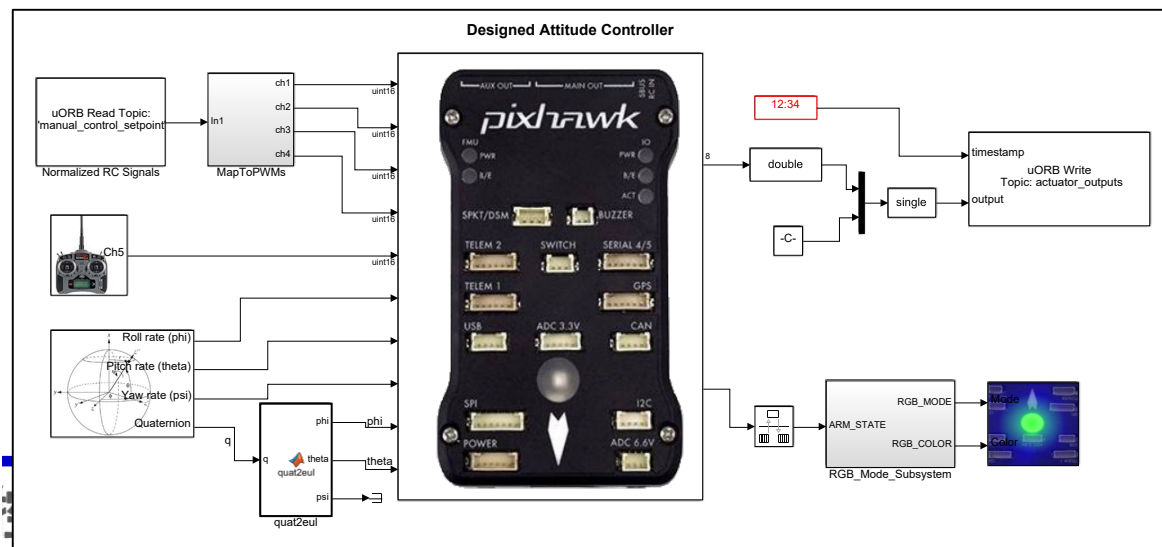 Designed Attitude Controller
uORB Read Topic:
'manual_control_setpoint'
Normalized RC Signals
In1
ch1
ch2
ch3
ch4
MapToPWMs
uint16
uint16
uint16
uint16
uint16
Ch5
Roll rate (phi)
Pitch rate (theta)
Yaw rate (psi)
Quaternion
q
q
quat2eul
phi
theta
psi
quat2eul
phi
theta
AUX OUT
MAIN OUT
SBUS
RC IN
pixhawk
FMU
PWR
B/E
IO
PWR
B/E
ACT
SPKT/DSM
BUZZER
TELEM 2
SWITCH
SERIAL 4/5
TELEM 1
GPS
USB
ADC 3.3V
CAN
SPI
I2C
POWER
ADC 6.6V
8
double
12:34
-C-
single
timestamp
output
uORB Write
Topic: actuator_outputs
ARM_STATE
RGB_MODE
RGB_COLOR
RGB_Mode_Subsystem
Mode
Color